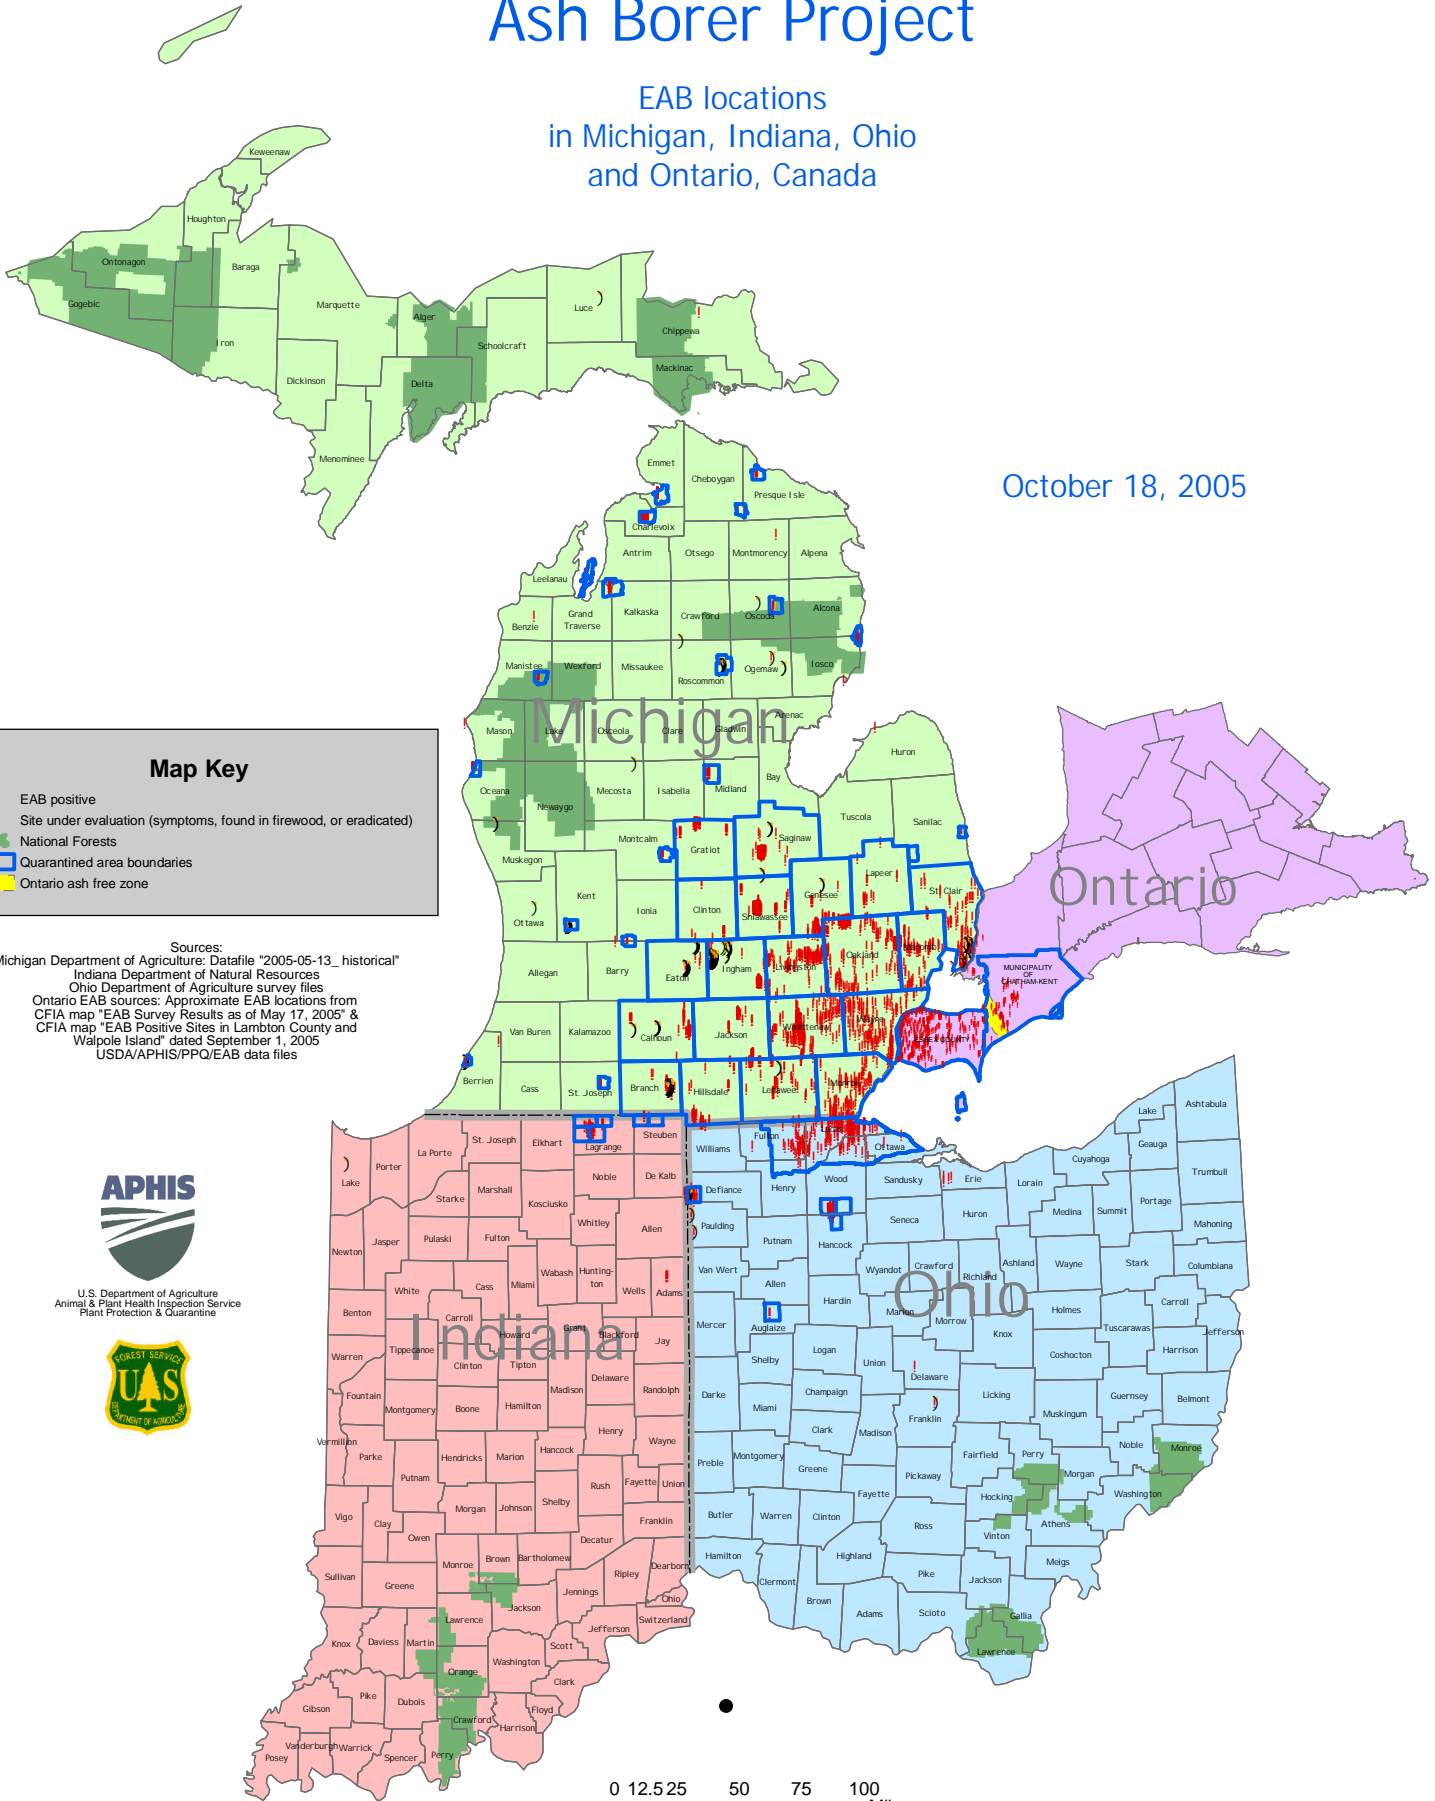 Ash Borer Project
EAB locations
in Michigan, Indiana, Ohio
and Ontario, Canada
October 18, 2005
Keweenaw
Houghton
Ontonagon
Baraga
Gogebic
Marquette
Iron
Dickinson
Menominee
Alger
Delta
Schoolcraft
Luce
Chippewa
Mackinac
Emmet
Cheboygan
Presque Isle
Charlevoix
Antrim
Otsego
Montmorency
Alpena
Leelanau
Benzie
Grand
Traverse
Kalkaska
Crawford
Oscoda
Alcona
Manistee
Wexford
Missaukee
Roscommon
Ogemaw
Iosco
Michigan
Mason
Lake
Osceola
Clare
Gladwin
Arenac
Huron
Oceana
Newaygo
Mecosta
Isabella
Midland
Bay
Tuscola
Sanilac
Muskegon
Montcalm
Gratiot
Saginaw
Ottawa
Kent
Ionia
Clinton
Shiawassee
Genesee
Lapeer
St. Clair
Allegan
Barry
Eaton
Ingham
Livingston
Oakland
Macomb
Van Buren
Kalamazoo
Calhoun
Jackson
Washtenaw
Wayne
Berrien
Cass
St. Joseph
Branch
Hillsdale
Lenawee
Monroe
Ontario
MUNICIPALITY
OF
CHATHAM-KENT
ESSEX COUNTY
Map Key
EAB positive
Site under evaluation (symptoms, found in firewood, or eradicated)
National Forests
Quarantined area boundaries
Ontario ash free zone
Sources:
Michigan Department of Agriculture: Datafile "2005-05-13_ historical"
Indiana Department of Natural Resources
Ohio Department of Agriculture survey files
Ontario EAB sources: Approximate EAB locations from
CFIA map "EAB Survey Results as of May 17, 2005" &
CFIA map "EAB Positive Sites in Lambton County and
Walpole Island" dated September 1, 2005
USDA/APHIS/PPQ/EAB data files
APHIS
U.S. Department of Agriculture
Animal & Plant Health Inspection Service
Plant Protection & Quarantine
FOREST SERVICE
UAS
DEPARTMENT OF AGRICULTURE
Indiana
Lake
Porter
La Porte
St. Joseph
Elkhart
Lagrange
Steuben
Noble
De Kalb
Starke
Marshall
Kosciusko
Whitley
Allen
Newton
Jasper
Pulaski
Fulton
Wabash
Hunting-
ton
Wells
Adams
White
Cass
Miami
Benton
Carroll
Howard
Grant
Blackford
Jay
Warren
Tippecanoe
Clinton
Tipton
Madison
Delaware
Randolph
Fountain
Montgomery
Boone
Hamilton
Henry
Wayne
Vermillion
Parke
Putnam
Hendricks
Marion
Hancock
Rush
Fayette
Union
Vigo
Clay
Owen
Morgan
Johnson
Shelby
Decatur
Franklin
Sullivan
Greene
Monroe
Brown
Bartholomew
Jennings
Ripley
Dearborn
Ohio
Switzerland
Jefferson
Jackson
Lawrence
Knox
Daviess
Martin
Orange
Washington
Scott
Clark
Gibson
Pike
Dubois
Crawford
Harrison
Floyd
Posey
Vanderburgh
Warrick
Spencer
Perry
Ohio
Williams
Fulton
Ottawa
Defiance
Henry
Wood
Sandusky
Erie
Lorain
Cuyahoga
Lake
Geauga
Ashtabula
Trumbull
Paulding
Putnam
Hancock
Seneca
Huron
Medina
Summit
Portage
Mahoning
Van Wert
Allen
Wyandot
Crawford
Richland
Ashland
Wayne
Stark
Columbiana
Mercer
Auglaize
Hardin
Marion
Morrow
Knox
Holmes
Tuscarawas
Carroll
Jefferson
Shelby
Logan
Union
Delaware
Coshocton
Harrison
Darke
Miami
Champaign
Clark
Madison
Franklin
Licking
Muskingum
Guernsey
Belmont
Preble
Montgomery
Greene
Fayette
Pickaway
Fairfield
Perry
Morgan
Noble
Monroe
Washington
Butler
Warren
Clinton
Ross
Hocking
Vinton
Athens
Meigs
Hamilton
Clermont
Brown
Highland
Adams
Pike
Scioto
Jackson
Gallia
Lawrence
0 12.5 25 50 75 100